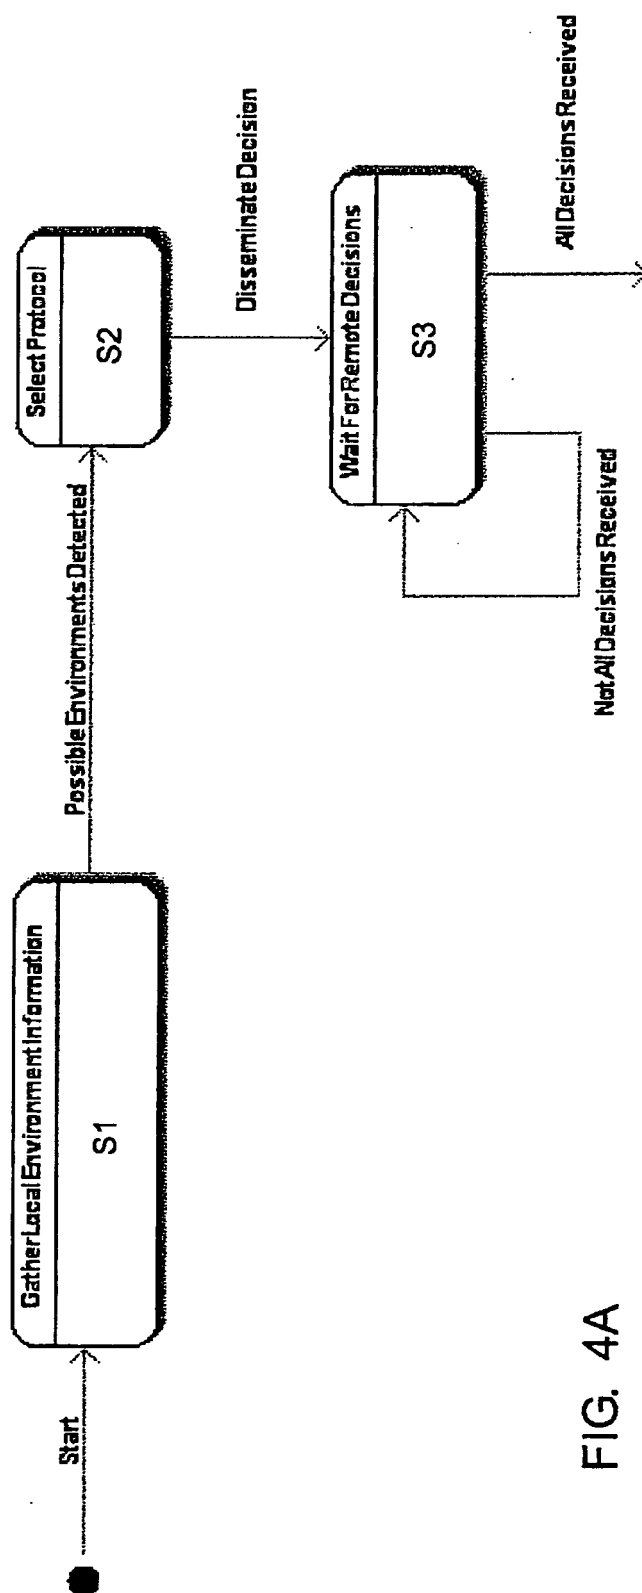 Start
Gather Local Environment Information
S1
Possible Environments Detected
Select Protocol
S2
Disseminate Decision
Wait For Remote Decisions
S3
Not All Decisions Received
All Decisions Received
FIG. 4A